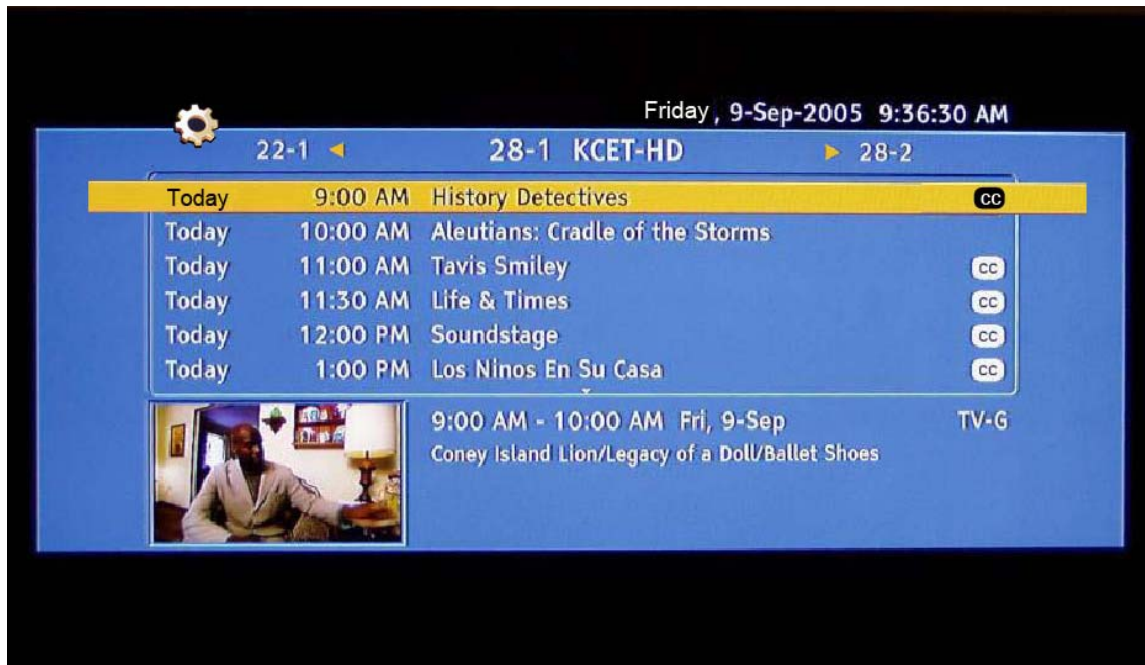 Friday, 9-Sep-2005 9:36:30 AM
22-1 28-1 KCET-HD 28-2
Today 9:00 AM History Detectives CC
Today 10:00 AM Aleutians: Cradle of the Storms
Today 11:00 AM Tavis Smiley CC
Today 11:30 AM Life & Times CC
Today 12:00 PM Soundstage CC
Today 1:00 PM Los Ninos En Su Casa CC
9:00 AM - 10:00 AM Fri, 9-Sep TV-G
Coney Island Lion/Legacy of a Doll/Ballet Shoes